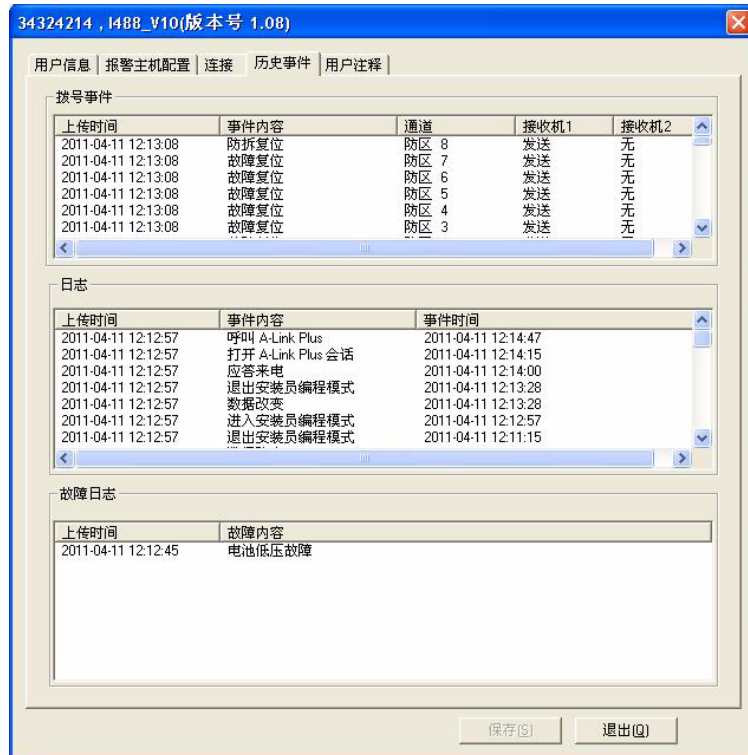 34324214 , I488_V10(版本号 1.08)
用户信息 报警主机配置 连接 历史事件 用户注释
拨号事件
上传时间 事件内容 通道 接收机1 接收机2
2011-04-11 12:13:08 防拆复位 防区 8 发送 无
2011-04-11 12:13:08 故障复位 防区 7 发送 无
2011-04-11 12:13:08 故障复位 防区 6 发送 无
2011-04-11 12:13:08 故障复位 防区 5 发送 无
2011-04-11 12:13:08 故障复位 防区 4 发送 无
2011-04-11 12:13:08 故障复位 防区 3 发送 无
日志
上传时间 事件内容 事件时间
2011-04-11 12:12:57 呼叫 A-Link Plus 2011-04-11 12:14:47
2011-04-11 12:12:57 打开 A-Link Plus 会话 2011-04-11 12:14:15
2011-04-11 12:12:57 应答来电 2011-04-11 12:14:00
2011-04-11 12:12:57 退出安装员编程模式 2011-04-11 12:13:28
2011-04-11 12:12:57 数据改变 2011-04-11 12:13:28
2011-04-11 12:12:57 进入安装员编程模式 2011-04-11 12:12:57
2011-04-11 12:12:57 退出安装员编程模式 2011-04-11 12:11:15
故障日志
上传时间 故障内容
2011-04-11 12:12:45 电池低压故障
保存(S) 退出(Q)